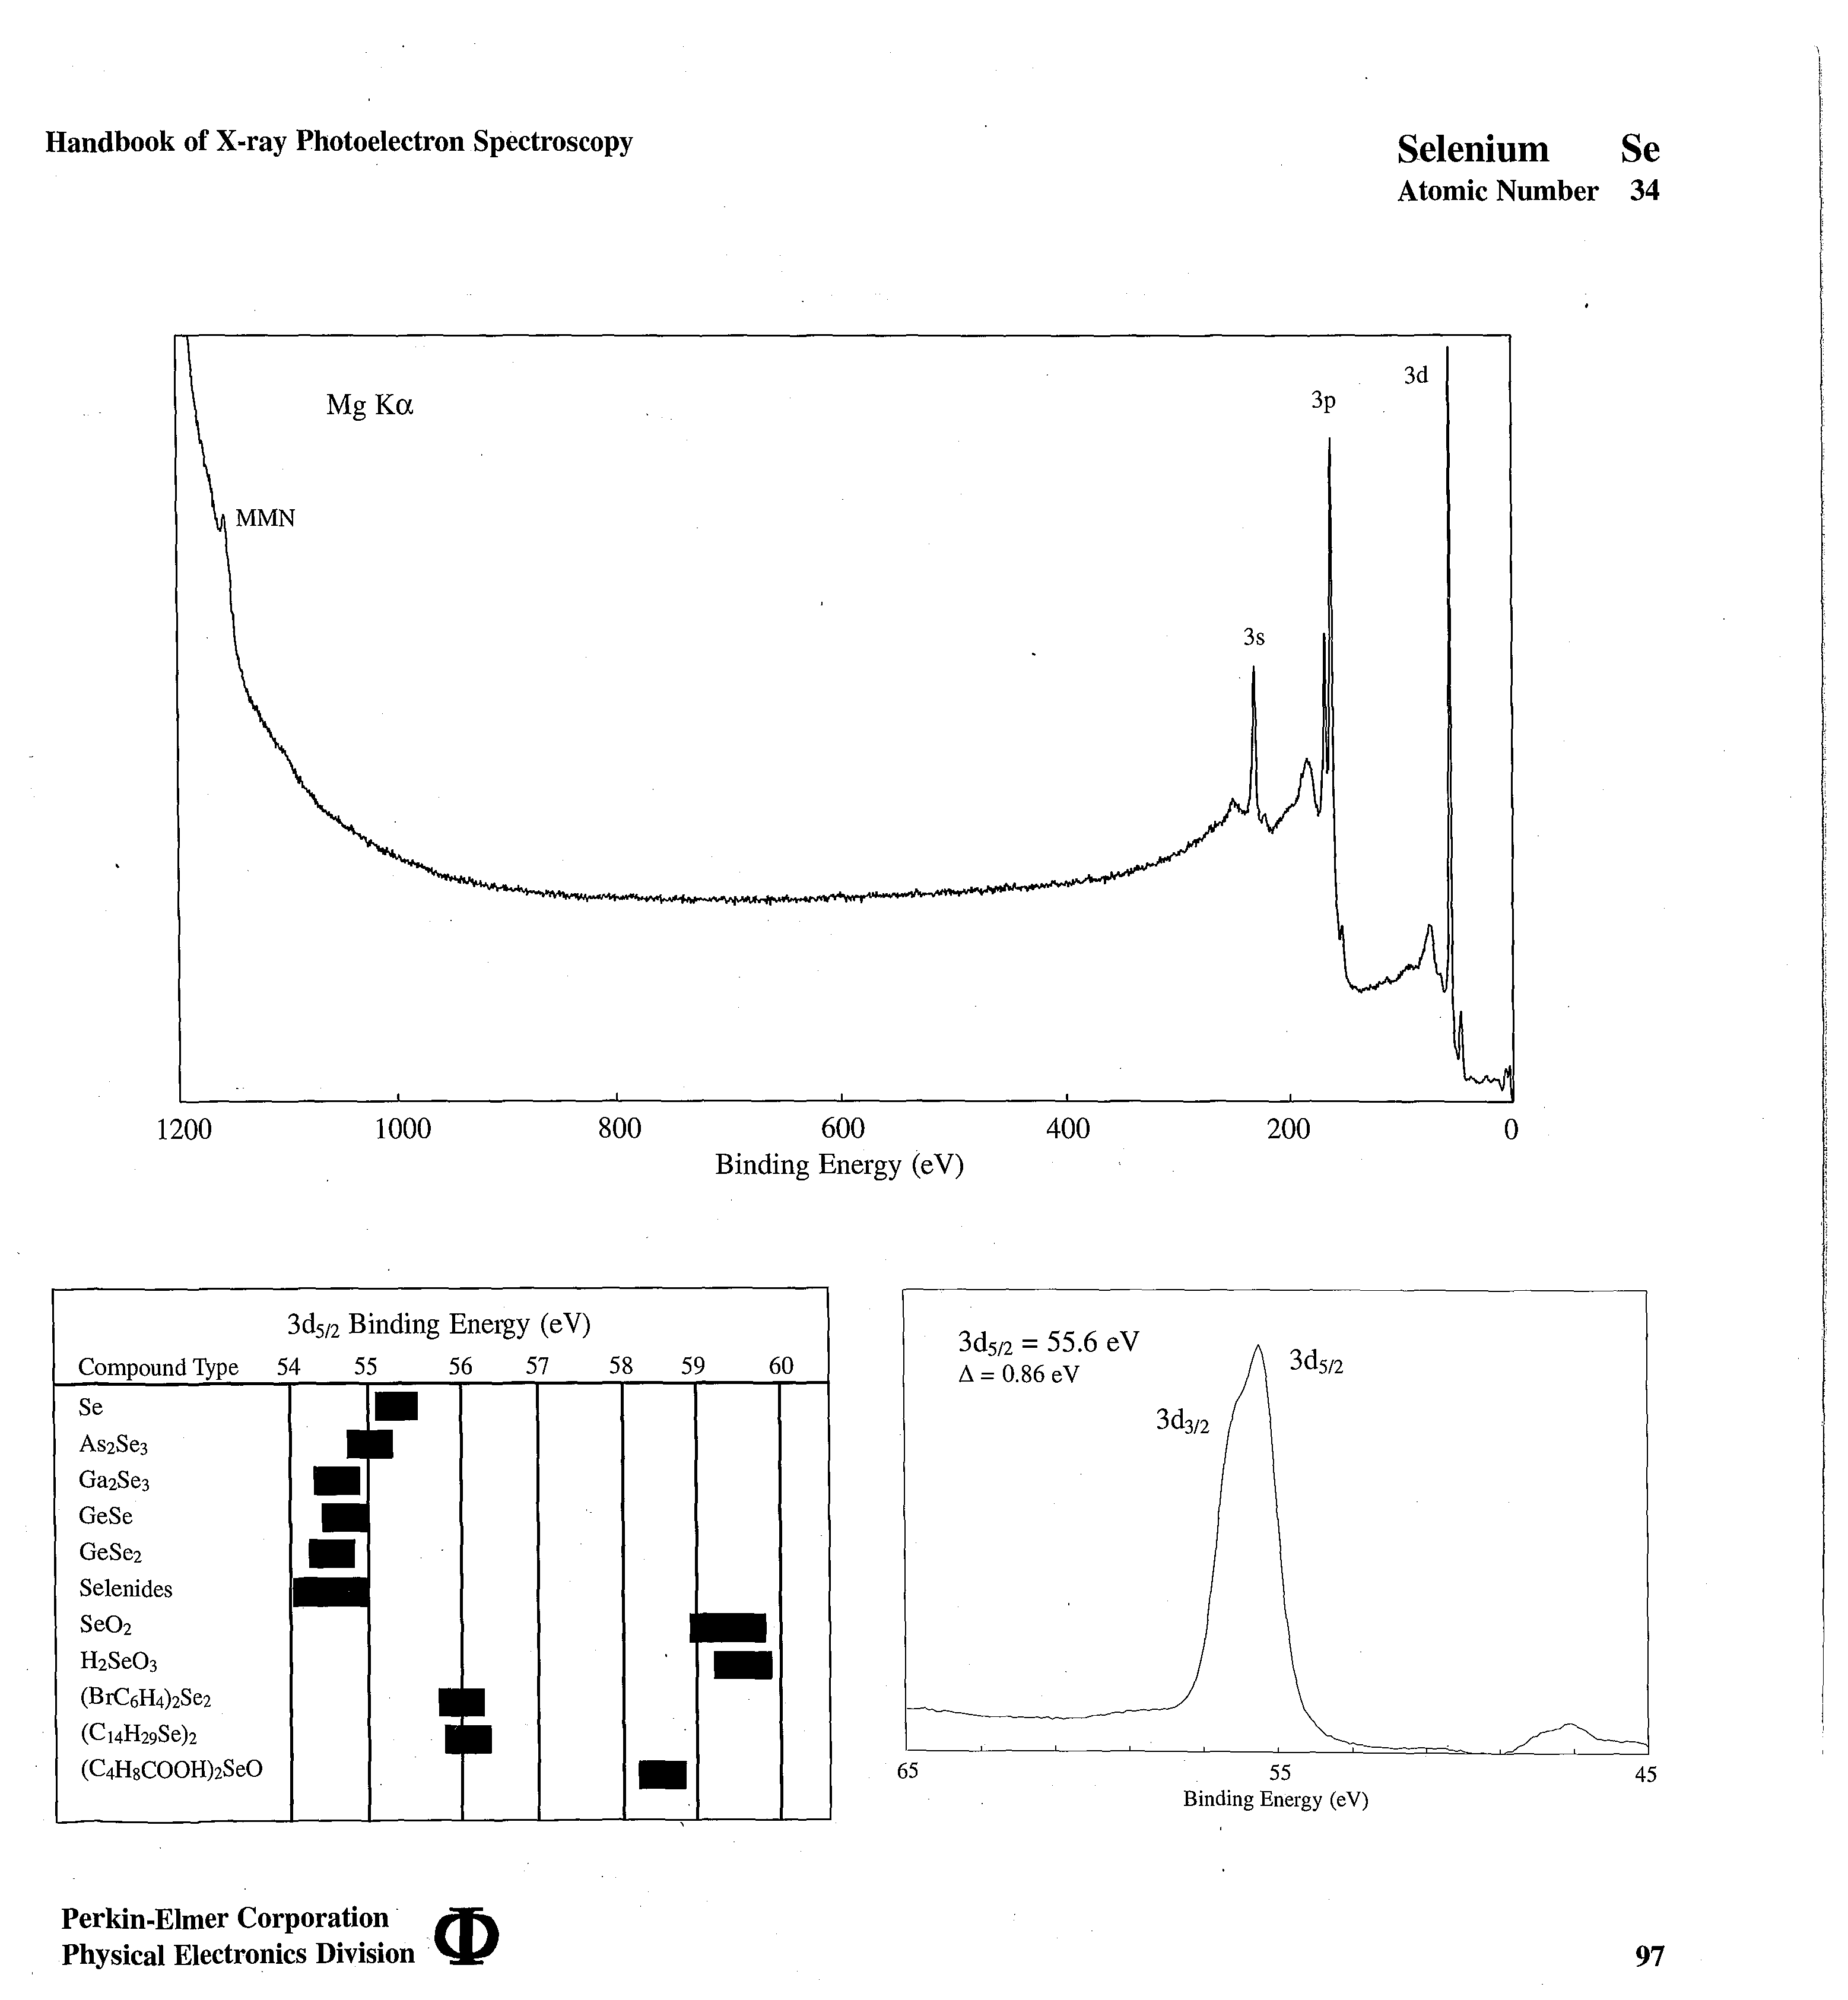 Handbook of X-ray Photoelectron Spectroscopy
Selenium Se
Atomic Number 34
Mg Kα
3d
3p
MMN
3s
1200 1000 800 600 400 200 0
Binding Energy (eV)
3d5/2 Binding Energy (eV)
Compound Type 54 55 56 57 58 59 60
Se
As2Se3
Ga2Se3
GeSe
GeSe2
Selenides
SeO2
H2SeO3
(BrC6H4)2Se2
(C14H29Se)2
(C4H8COOH)2SeO
3d5/2 = 55.6 eV
Δ = 0.86 eV
3d5/2
3d3/2
65 55 45
Binding Energy (eV)
Perkin-Elmer Corporation
Physical Electronics Division
97